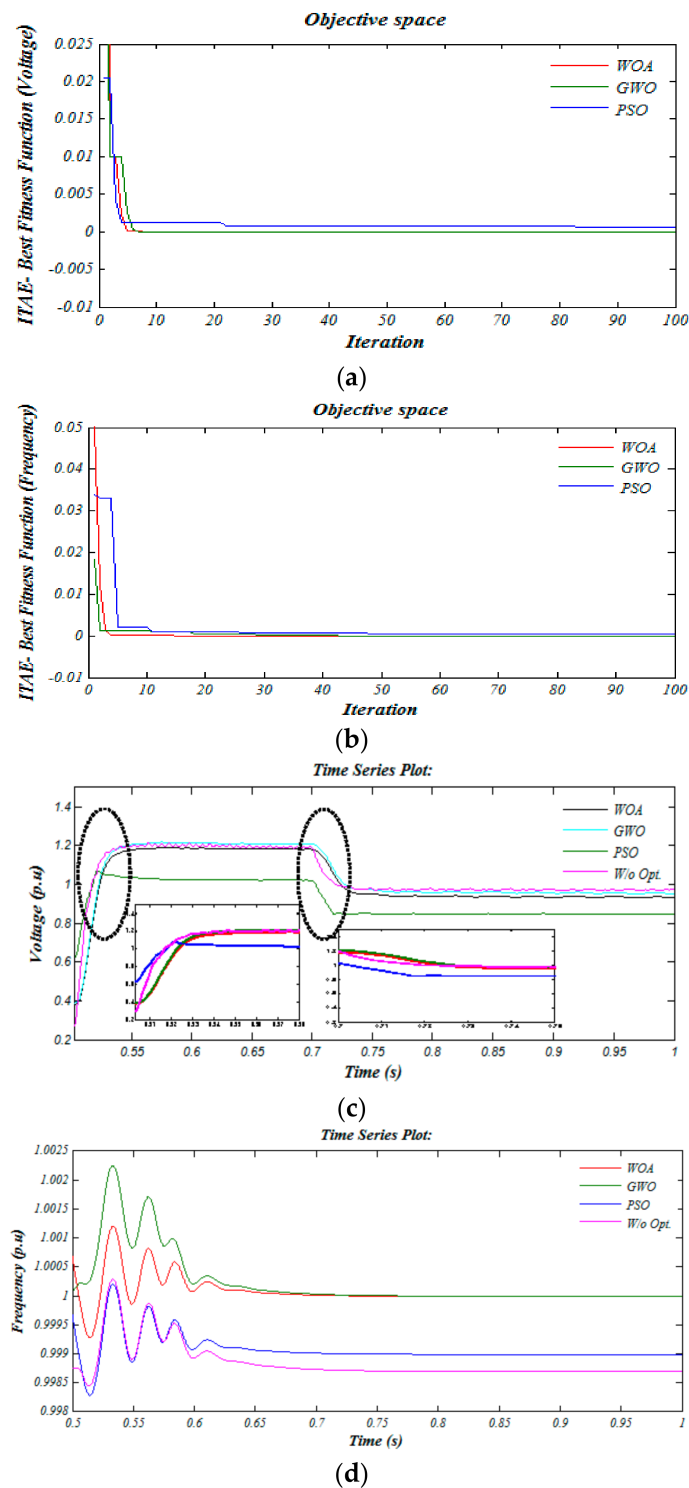 Objective space
ITAE- Best Fitness Function (Voltage)
0.025
0.02
0.015
0.01
0.005
0
-0.005
-0.01
WOA
GWO
PSO
0 10 20 30 40 50 60 70 80 90 100
Iteration
(a)
Objective space
ITAE- Best Fitness Function (Frequency)
0.05
0.04
0.03
0.02
0.01
0
-0.01
WOA
GWO
PSO
0 10 20 30 40 50 60 70 80 90 100
Iteration
(b)
Time Series Plot:
Voltage (p.u)
1.4
1.2
1
0.8
0.6
0.4
0.2
WOA
GWO
PSO
W/o Opt.
0.55 0.6 0.65 0.7 0.75 0.8 0.85 0.9 0.95 1
Time (s)
(c)
Time Series Plot:
Frequency (p.u)
1.0025
1.002
1.0015
1.001
1.0005
1
0.9995
0.999
0.9985
0.998
WOA
GWO
PSO
W/o Opt.
0.5 0.55 0.6 0.65 0.7 0.75 0.8 0.85 0.9 0.95 1
Time (s)
(d)